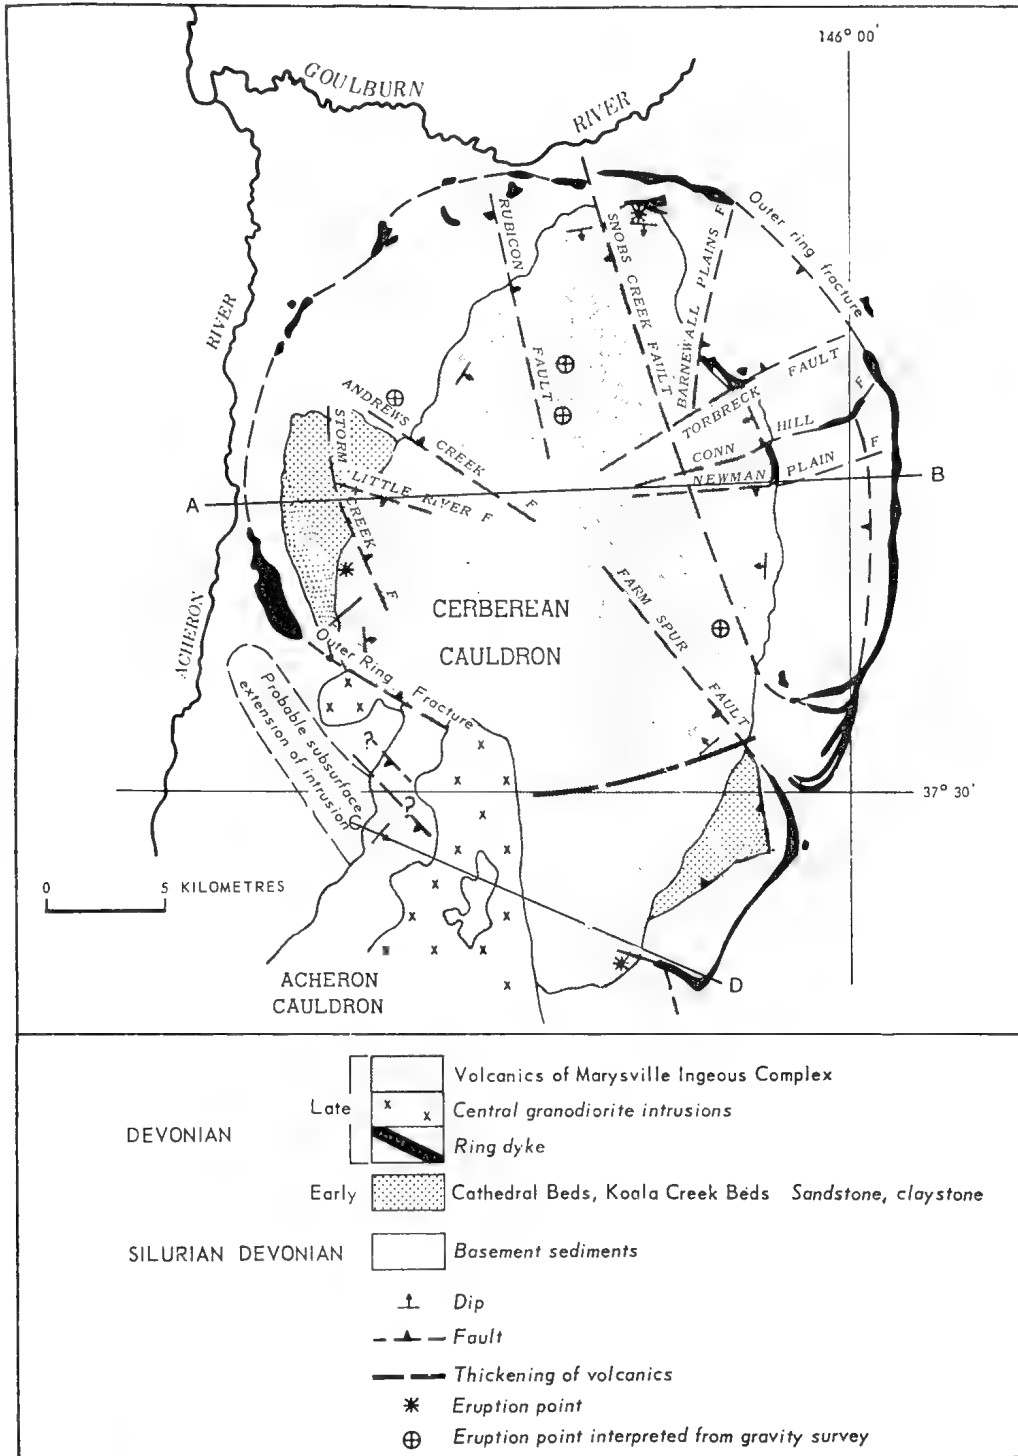 146° 00'
GOULBURN
RIVER
Outer ring fracture
RUBICON
FAULT
SNOBS CREEK FAULT
BARNEWALL PLAINS F
RIVER
ACHERON
ANDREWS
CREEK
F
STORM
CREEK
F
LITTLE RIVER F
TORBRECK FAULT
CONN HILL F
NEWMAN PLAIN F
A
B
CERBEREAN
CAULDRON
FARM SPUR
FAULT
Outer Ring Fracture
Probable subsurface
extension of intrusion
?
?
37° 30'
0 5 KILOMETRES
C
D
ACHERON
CAULDRON
Volcanics of Marysville Ingeous Complex
Late
Central granodiorite intrusions
DEVONIAN
Ring dyke
Early
Cathedral Beds, Koala Creek Beds Sandstone, claystone
SILURIAN DEVONIAN
Basement sediments
Dip
Fault
Thickening of volcanics
Eruption point
Eruption point interpreted from gravity survey